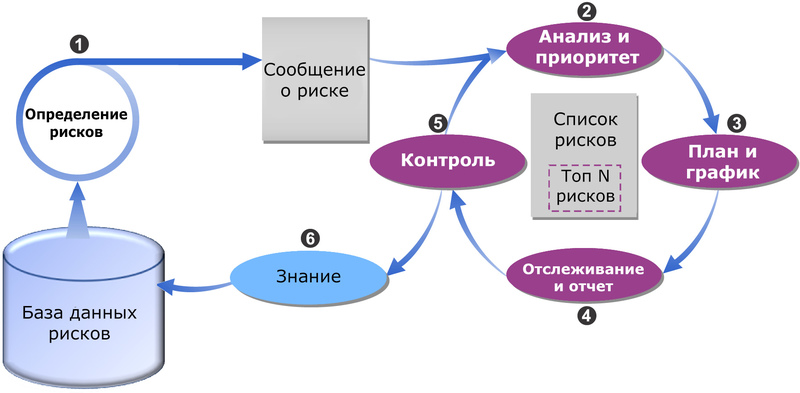 1
Определение
рисков
Сообщение
о риске
2
Анализ и
приоритет
3
План и
график
Список
рисков
Топ N
рисков
4
Отслеживание
и отчет
5
Контроль
6
Знание
База данных
рисков